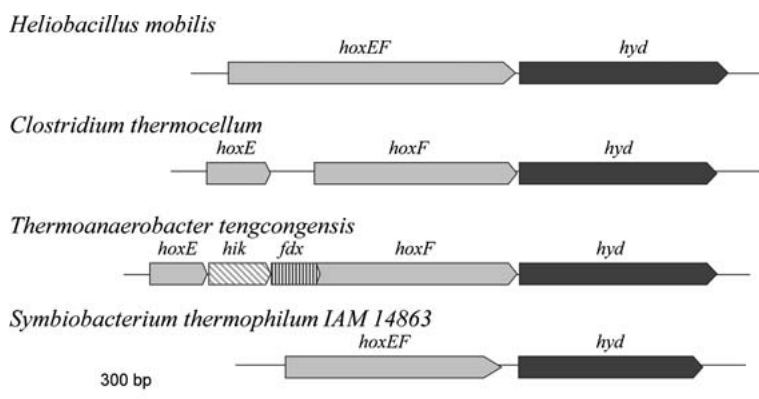 Heliobacillus mobilis
hoxEF hyd
Clostridium thermocellum
hoxE hoxF hyd
Thermoanaerobacter tengcongensis
hoxE hik fdx hoxF hyd
Symbiobacterium thermophilum IAM 14863
hoxEF hyd
300 bp